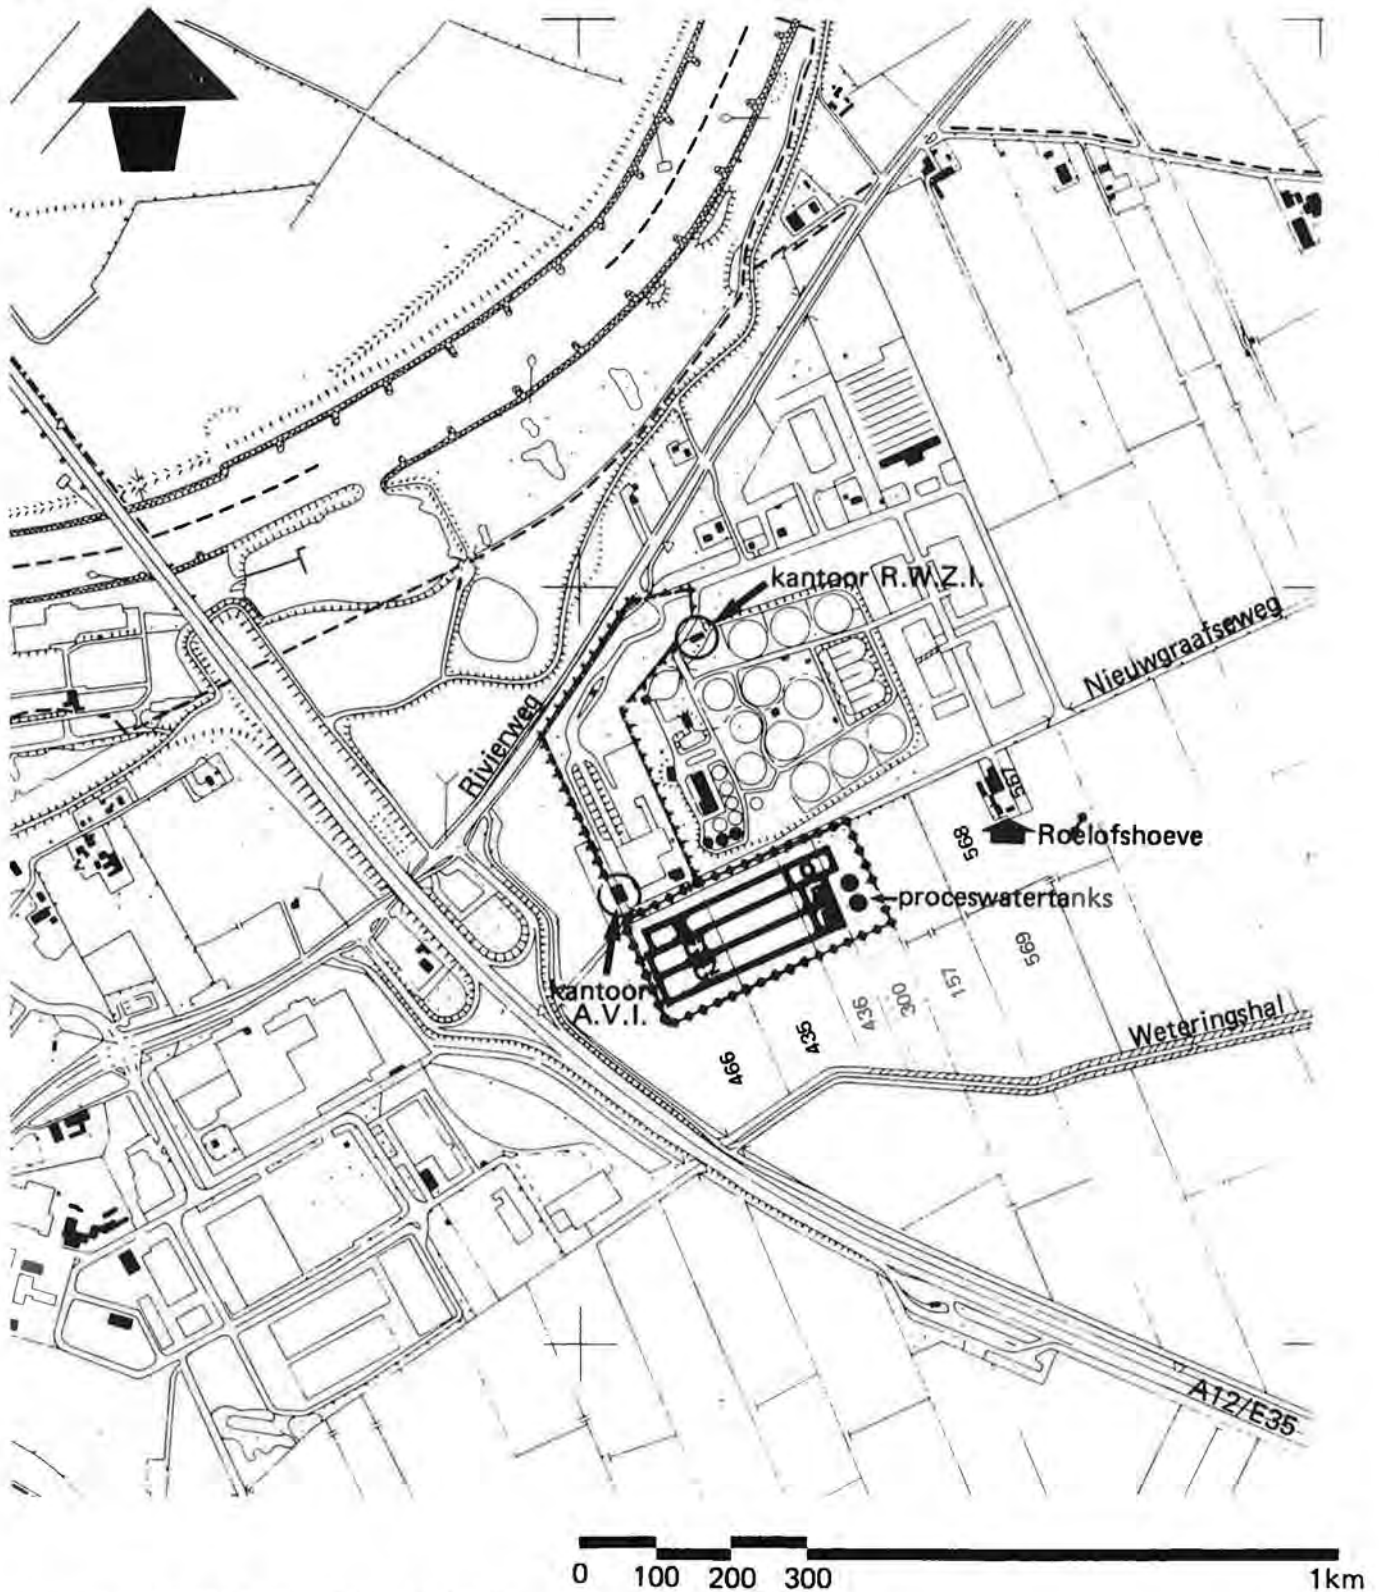 kantoor R.W.Z.I.
Nieuwgraafseweg
Rivierweg
567
568
Roelofshoeve
proceswatertanks
569
157
300
436
435
466
kantoor
A.V.I.
Weteringshal
A12/E35
0 100 200 300 1km